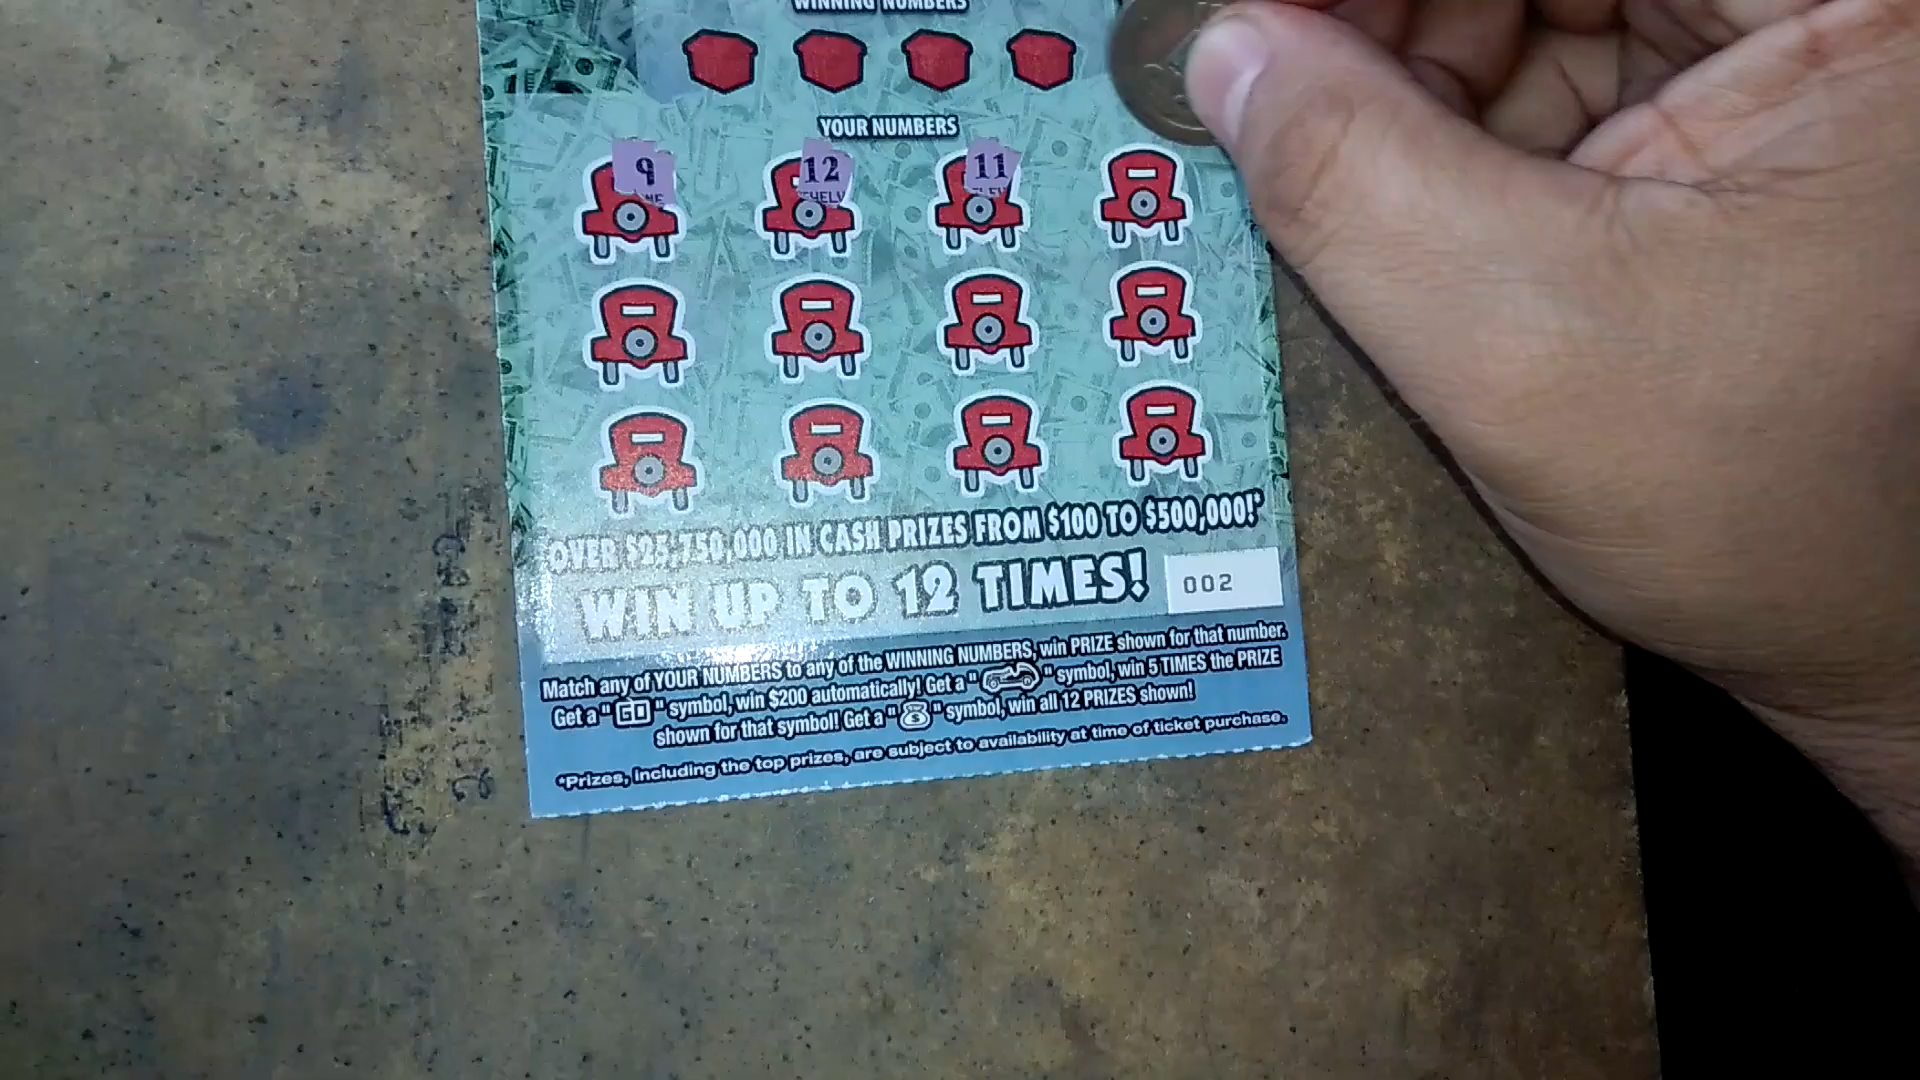 WINNING NUMBERS
YOUR NUMBERS
9 12 11
OVER $25,750,000 IN CASH PRIZES FROM $100 TO $500,000!*
WIN UP TO 12 TIMES!
002
Match any of YOUR NUMBERS to any of the WINNING NUMBERS, win PRIZE shown for that number.
Get a "GO" symbol, win $200 automatically! Get a " " symbol, win 5 TIMES the PRIZE
shown for that symbol! Get a "$" symbol, win all 12 PRIZES shown!
*Prizes, including the top prizes, are subject to availability at time of ticket purchase.